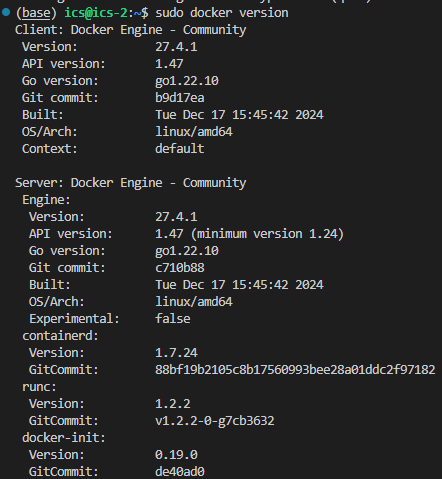 (base) ics@ics-2:~$ sudo docker version
Client: Docker Engine - Community
 Version:           27.4.1
 API version:       1.47
 Go version:        go1.22.10
 Git commit:        b9d17ea
 Built:             Tue Dec 17 15:45:42 2024
 OS/Arch:           linux/amd64
 Context:           default

Server: Docker Engine - Community
 Engine:
  Version:          27.4.1
  API version:      1.47 (minimum version 1.24)
  Go version:       go1.22.10
  Git commit:       c710b88
  Built:            Tue Dec 17 15:45:42 2024
  OS/Arch:          linux/amd64
  Experimental:     false
 containerd:
  Version:          1.7.24
  GitCommit:        88bf19b2105c8b17560993bee28a01ddc2f97182
 runc:
  Version:          1.2.2
  GitCommit:        v1.2.2-0-g7cb3632
 docker-init:
  Version:          0.19.0
  GitCommit:        de40ad0